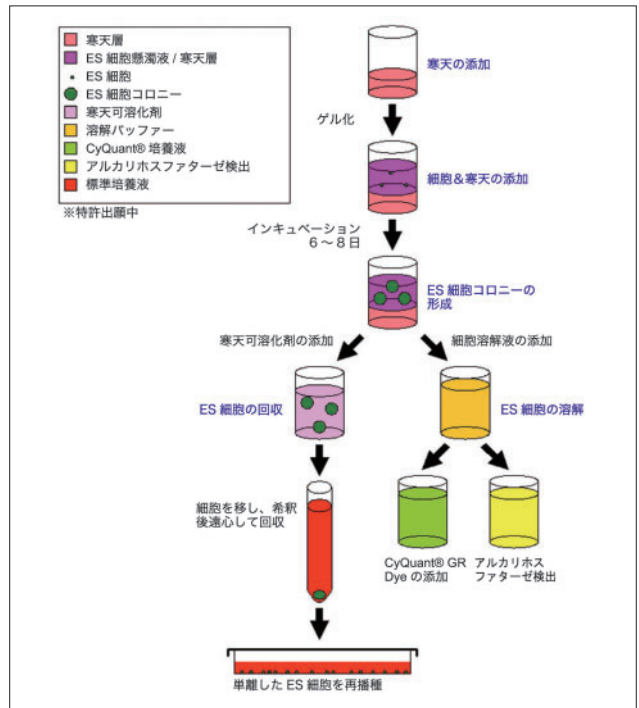 寒天層
ES 細胞懸濁液 / 寒天層
ES 細胞
ES 細胞コロニー
寒天可溶化剤
溶解バッファー
CyQuant® 培養液
アルカリホスファターゼ検出
標準培養液
※特許出願中
寒天の添加
ゲル化
細胞&寒天の添加
インキュベーション
6～8日
ES 細胞コロニーの
形成
寒天可溶化剤の添加
細胞溶解液の添加
ES 細胞の回収
ES 細胞の溶解
細胞を移し、希釈
後遠心して回収
CyQuant® GR
Dye の添加
アルカリホス
ファターゼ検出
単離した ES 細胞を再播種